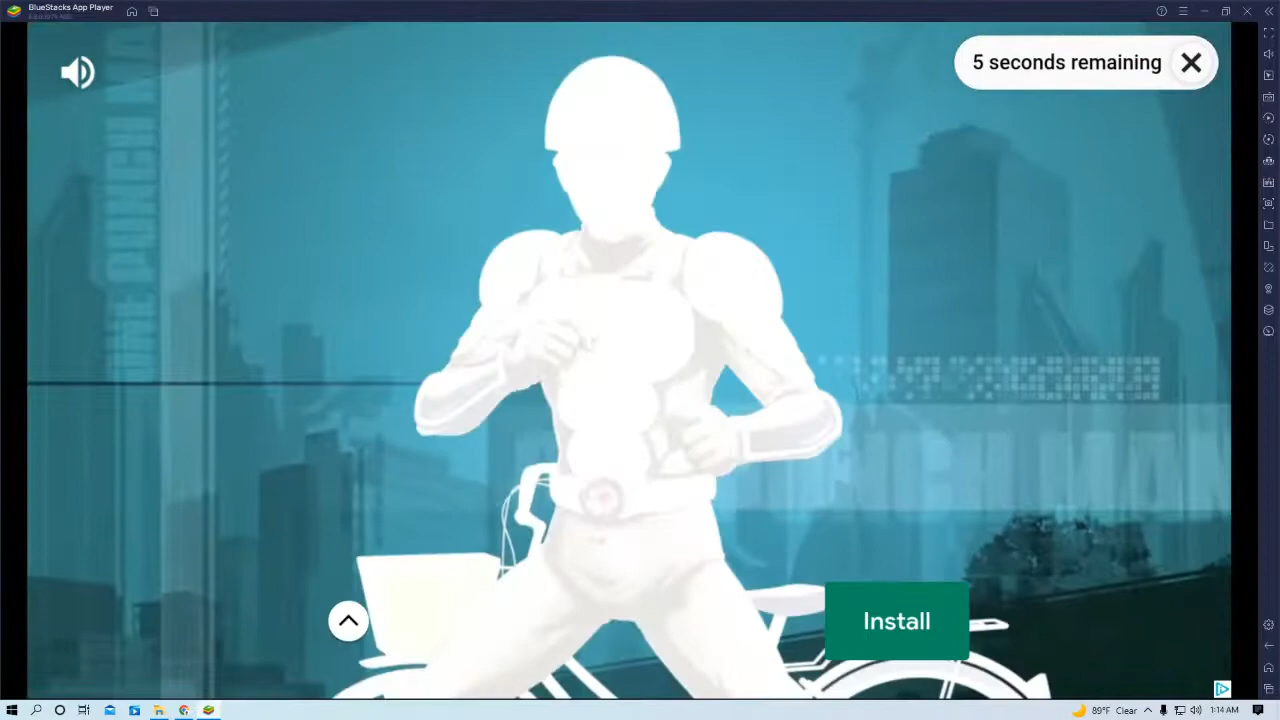 BlueStacks App Player
5 seconds remaining
Install
89°F Clear
1:14 AM